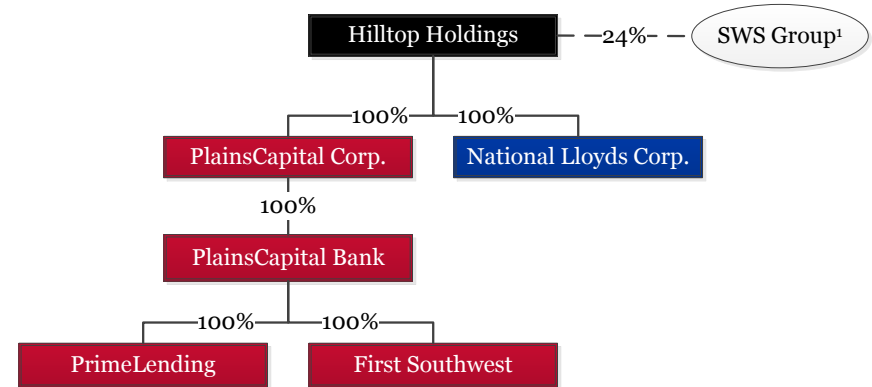 Hilltop Holdings
24%
SWS Group¹
100%
100%
PlainsCapital Corp.
National Lloyds Corp.
100%
PlainsCapital Bank
100%
100%
PrimeLending
First Southwest